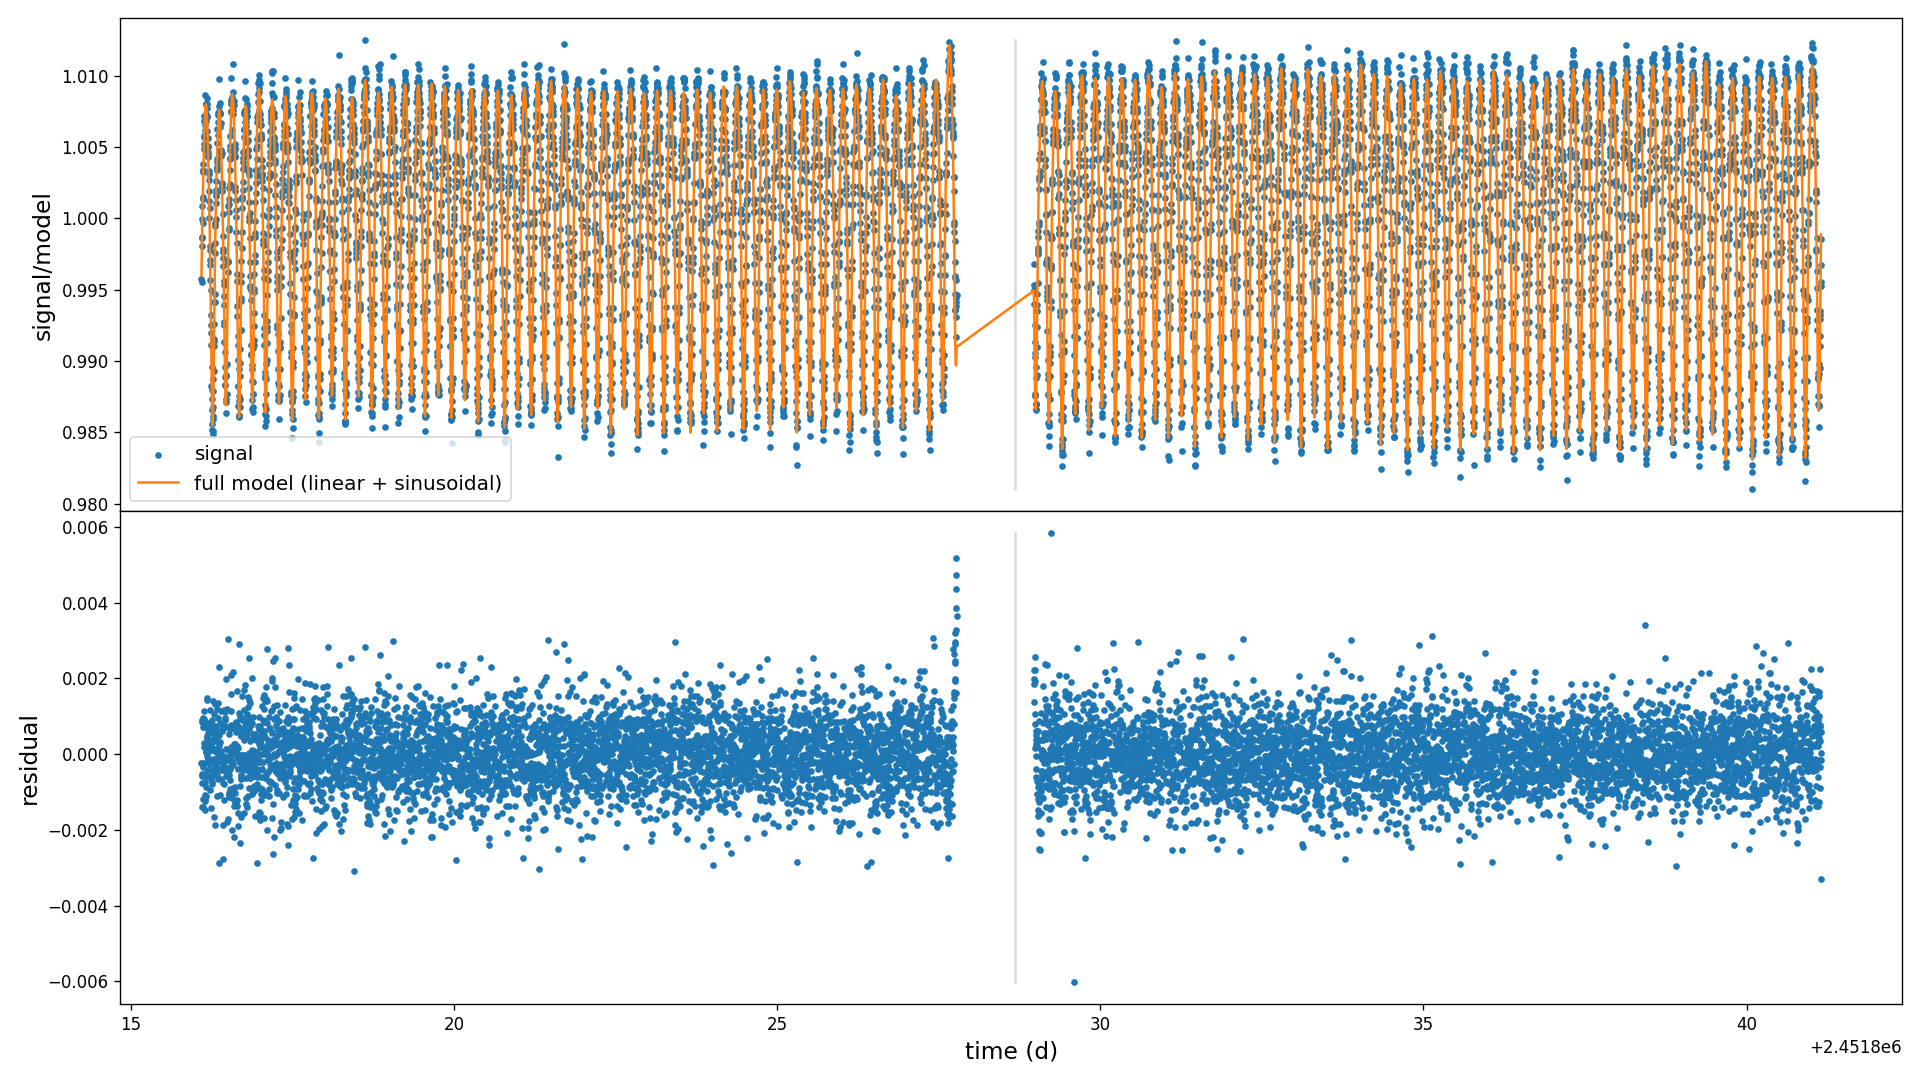 signal/model
1.010
1.005
1.000
0.995
0.990
0.985
0.980
signal
full model (linear + sinusoidal)
residual
0.006
0.004
0.002
0.000
−0.002
−0.004
−0.006
15 20 25 30 35 40
time (d)
+2.4518e6